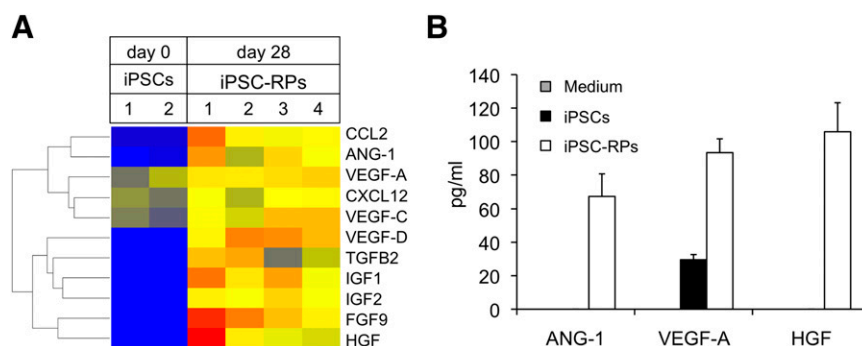 A
day 0 day 28
iPSCs iPSC-RPs
1 2 1 2 3 4
CCL2
ANG-1
VEGF-A
CXCL12
VEGF-C
VEGF-D
TGFB2
IGF1
IGF2
FGF9
HGF
B
pg/ml
140
120
100
80
60
40
20
0
Medium
iPSCs
iPSC-RPs
ANG-1 VEGF-A HGF